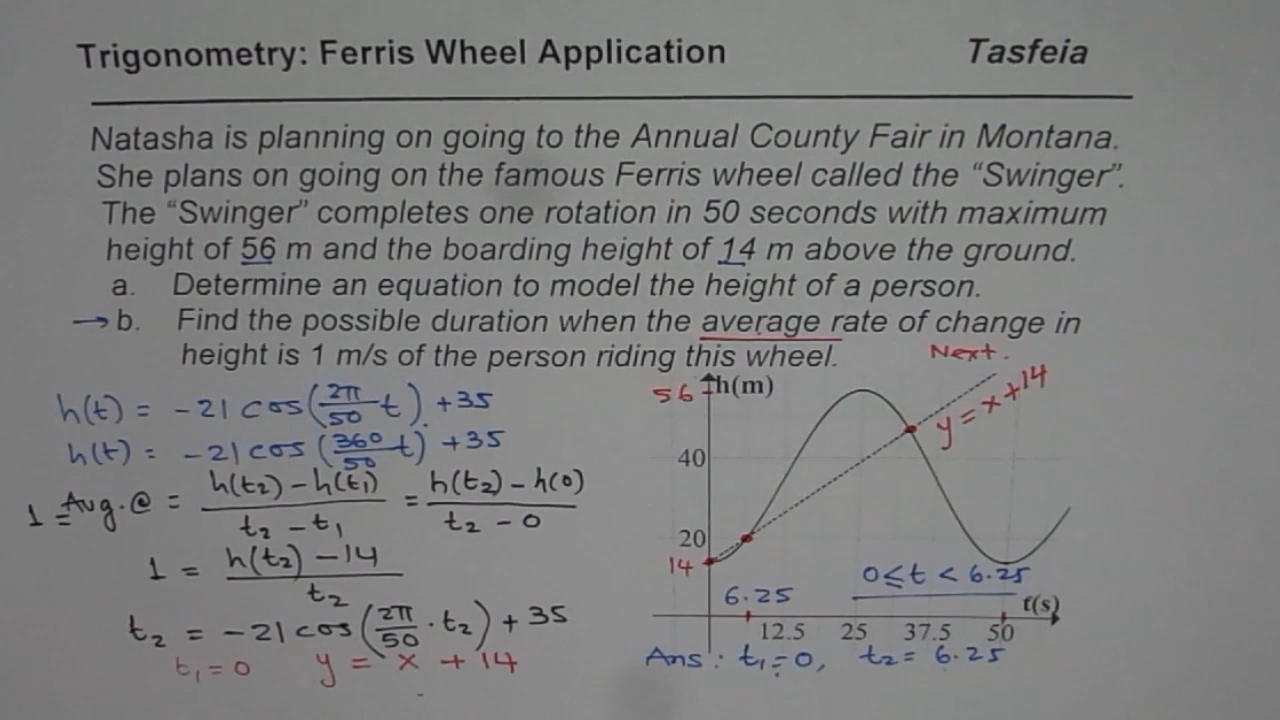 Trigonometry: Ferris Wheel Application Tasfeia
Natasha is planning on going to the Annual County Fair in Montana.
She plans on going on the famous Ferris wheel called the “Swinger”.
The “Swinger” completes one rotation in 50 seconds with maximum
height of 56 m and the boarding height of 14 m above the ground.
a. Determine an equation to model the height of a person.
→ b. Find the possible duration when the average rate of change in
height is 1 m/s of the person riding this wheel.
Next.
h(t) = -21 cos(2π/50 t) + 35
h(t) = -21 cos(360/50 t) + 35
1 = Avg. @ = h(t₂) - h(t₁) / t₂ - t₁ = h(t₂) - h(0) / t₂ - 0
1 = h(t₂) - 14 / t₂
t₂ = -21 cos(2π/50 · t₂) + 35
t₁ = 0 y = x + 14
56 h(m)
y = x + 14
40
20
14
0 ≤ t < 6.25
6.25
t(s)
12.5 25 37.5 50
Ans: t₁ = 0, t₂ = 6.25